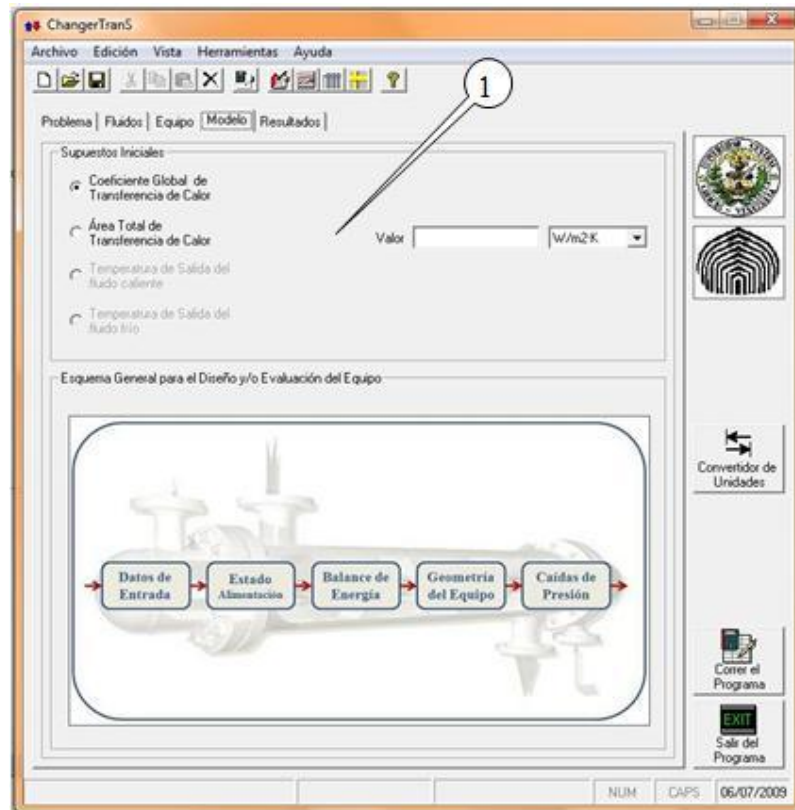 ChangerTranS
Archivo Edición Vista Herramientas Ayuda
1
Problema Fluidos Equipo Modelo Resultados
Supuestos Iniciales
Coeficiente Global de
Transferencia de Calor
Área Total de
Transferencia de Calor
Valor W/m2·K
Temperatura de Salida del
fluido caliente
Temperatura de Salida del
fluido frío
Esquema General para el Diseño y/o Evaluación del Equipo
Datos de
Entrada
Estado
Alimentación
Balance de
Energía
Geometría
del Equipo
Caídas de
Presión
Convertidor de
Unidades
Correr el
Programa
EXIT
Salir del
Programa
NUM CAPS 06/07/2009